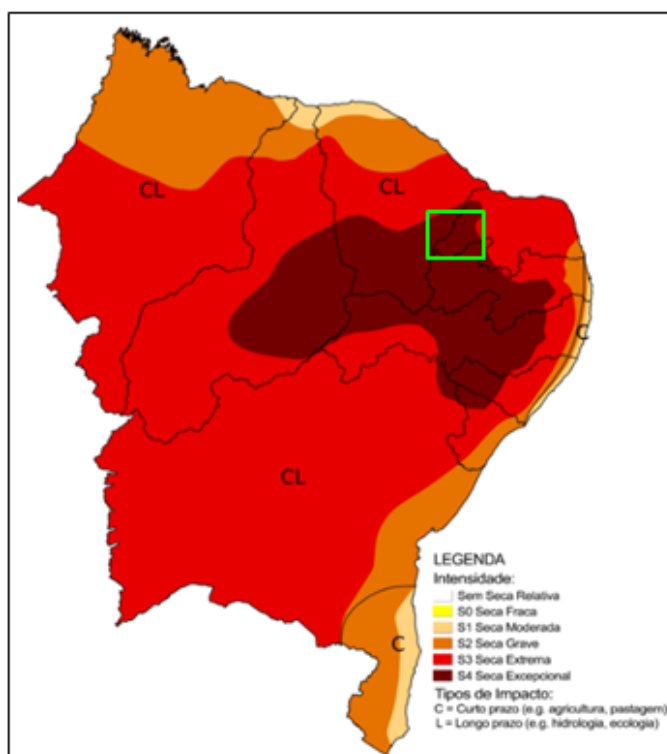 CL
CL
C
CL
C
LEGENDA
Intensidade:
Sem Seca Relativa
S0 Seca Fraca
S1 Seca Moderada
S2 Seca Grave
S3 Seca Extrema
S4 Seca Excepcional
Tipos de Impacto:
C = Curto prazo (e.g. agricultura, pastagem)
L = Longo prazo (e.g. hidrologia, ecologia)